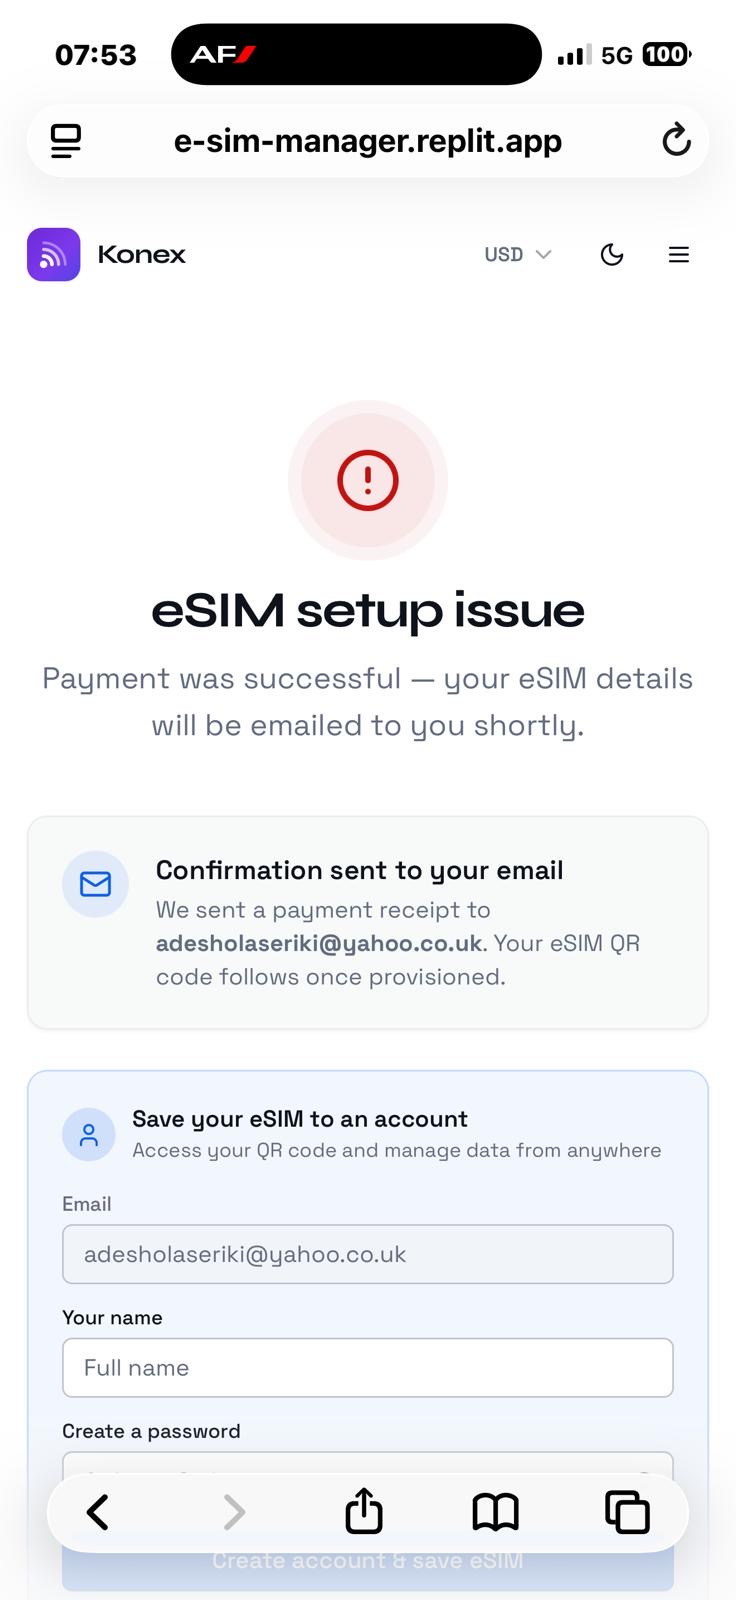 07:53
AF
5G
100
e-sim-manager.replit.app
Konex
USD
eSIM setup issue
Payment was successful — your eSIM details
will be emailed to you shortly.
Confirmation sent to your email
We sent a payment receipt to
adesholaseriki@yahoo.co.uk. Your eSIM QR
code follows once provisioned.
Save your eSIM to an account
Access your QR code and manage data from anywhere
Email
adesholaseriki@yahoo.co.uk
Your name
Full name
Create a password
Create account & save eSIM